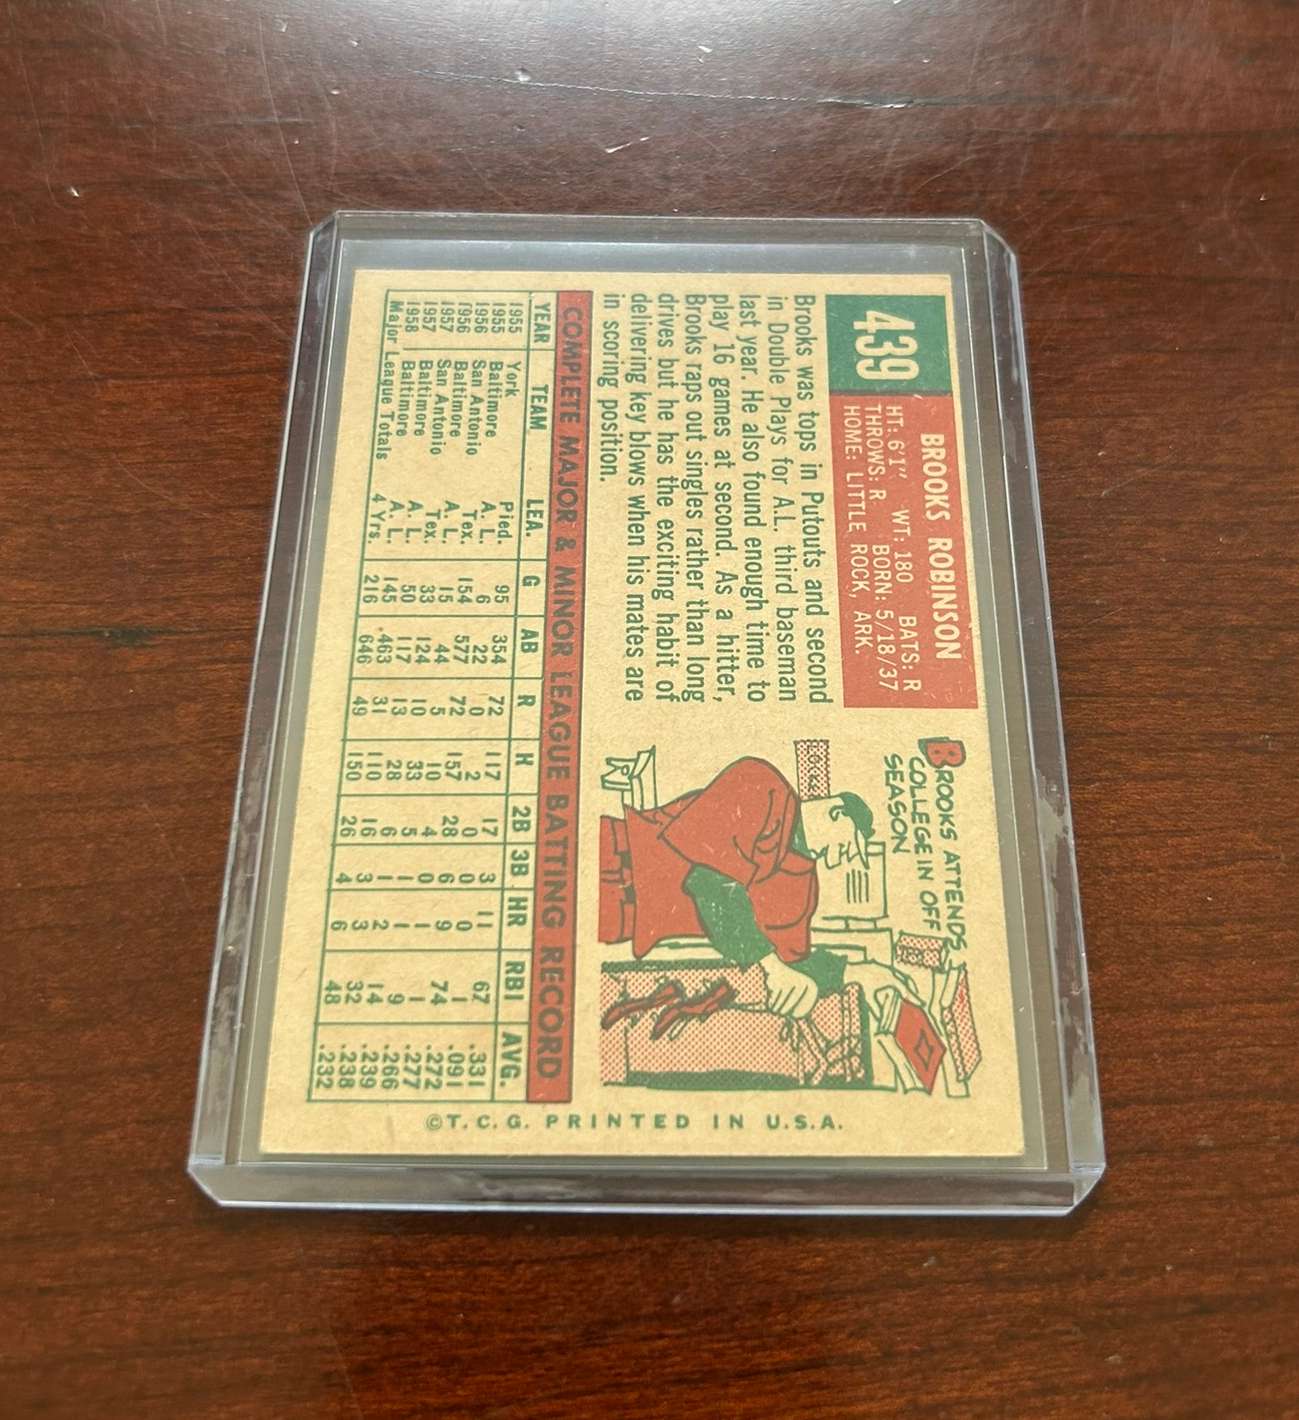 439
BROOKS ROBINSON
HT: 6'1" WT: 180 BATS: R
THROWS: R BORN: 5/18/37
HOME: LITTLE ROCK, ARK.
Brooks was tops in Putouts and second
in Double Plays for A.L. third baseman
last year. He also found enough time to
play 16 games at second. As a hitter,
Brooks raps out singles rather than long
drives but he has the exciting habit of
delivering key blows when his mates are
in scoring position.
BROOKS ATTENDS
COLLEGE IN OFF
SEASON
COMPLETE MAJOR & MINOR LEAGUE BATTING RECORD
YEAR TEAM LEA. G AB R H 2B 3B HR RBI AVG.
1955 York Pied. 95 354 72 117 17 3 11 67 .331
1955 Baltimore A. L. 6 22 0 2 0 0 0 1 .091
1956 San Antonio Tex. 154 577 72 157 28 6 9 74 .272
1956 Baltimore A. L. 15 44 5 10 4 0 1 1 .277
1957 San Antonio Tex. 33 124 10 33 5 1 1 9 .266
1957 Baltimore A. L. 50 117 13 28 6 1 2 14 .239
1958 Baltimore A. L. 145 .463 31 110 16 3 3 32 .238
Major League Totals 4 Yrs. 216 646 49 150 26 4 6 48 .232
©T. C. G. PRINTED IN U.S.A.